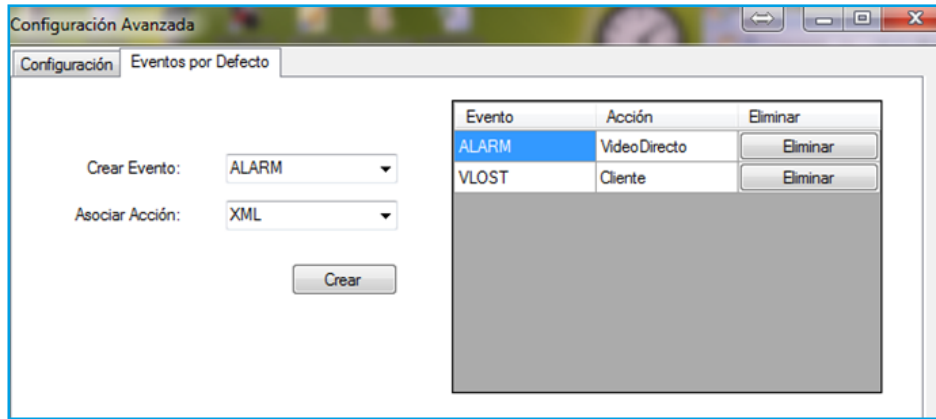 Configuración Avanzada
Configuración Eventos por Defecto
Crear Evento: ALARM
Asociar Acción: XML
Crear
Evento Acción Eliminar
ALARM VideoDirecto Eliminar
VLOST Cliente Eliminar